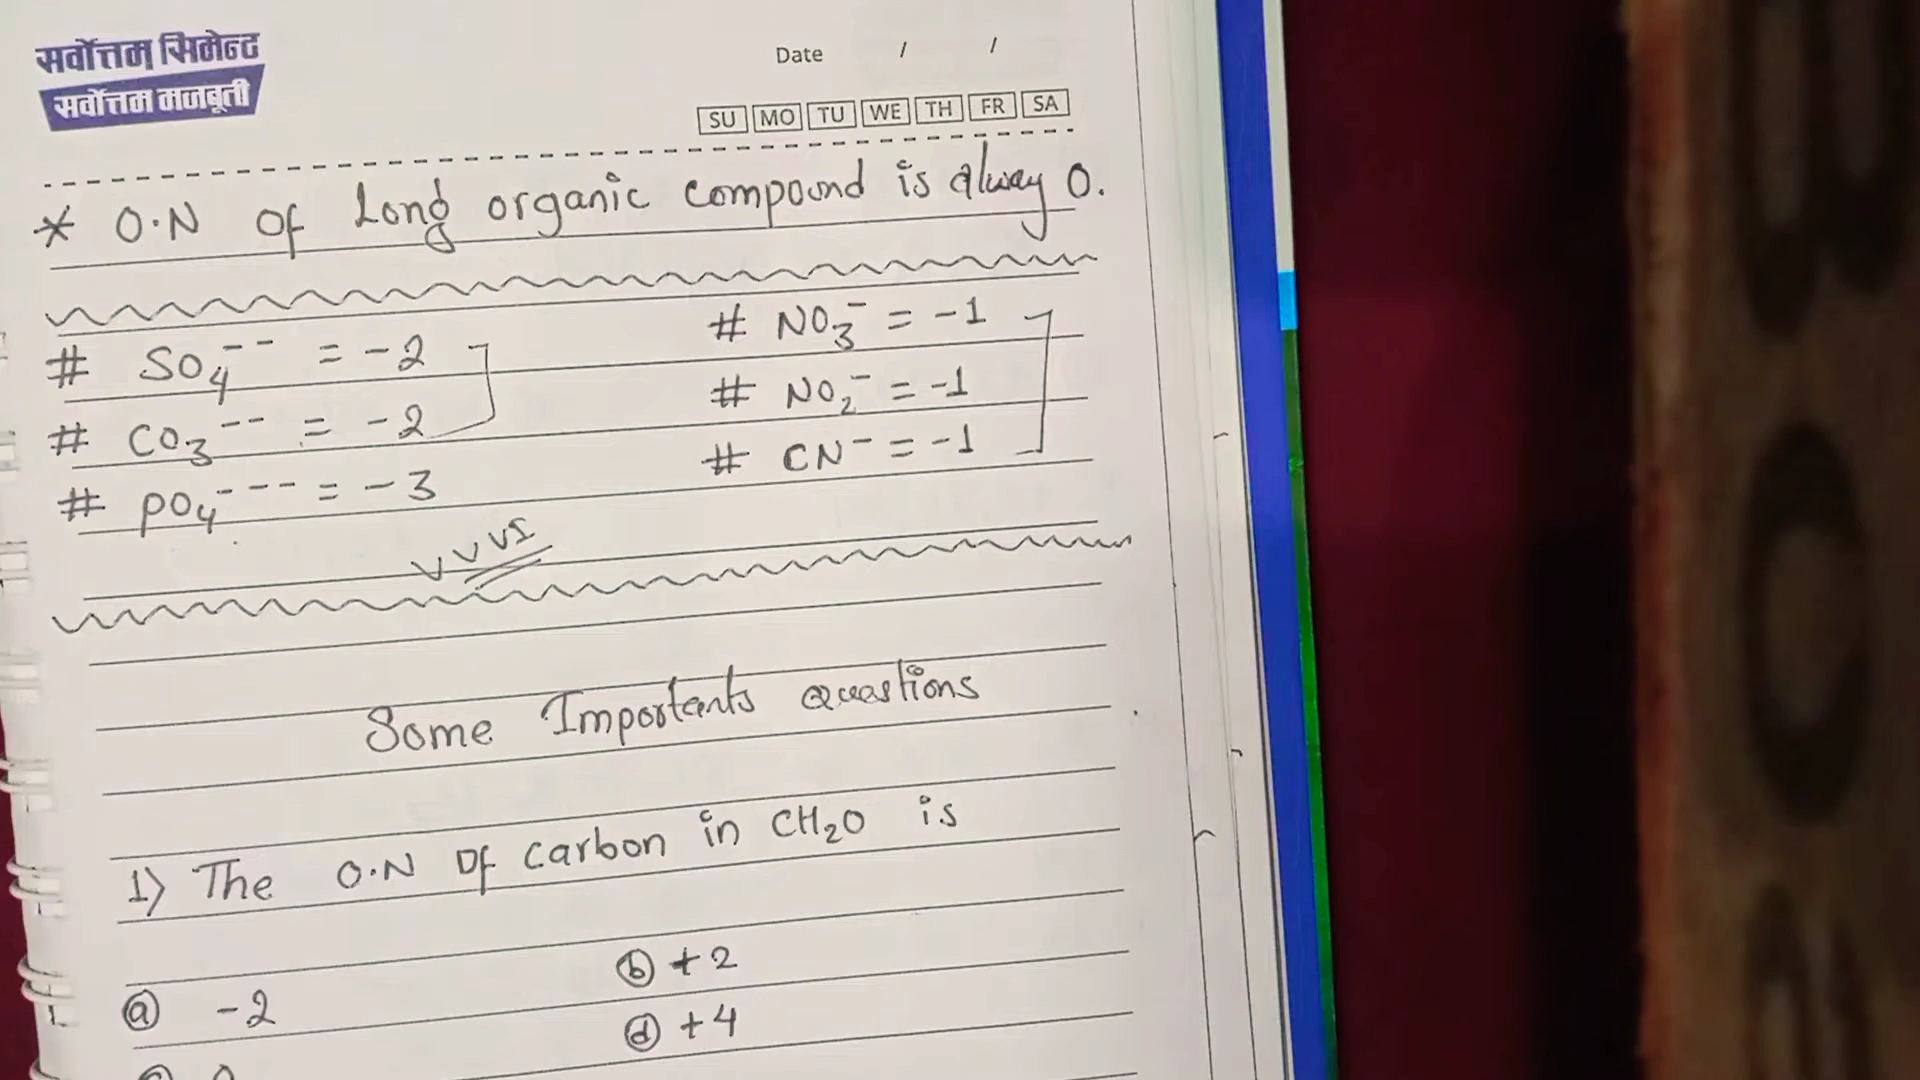 सर्वोत्तम सिमेन्ट
सर्वोत्तम मजबूती
Date / /
SU MO TU WE TH FR SA
* O.N of Long organic compound is alway 0.
# SO₄⁻⁻ = -2
# CO₃⁻⁻ = -2
# PO₄⁻⁻⁻ = -3
# NO₃⁻ = -1
# NO₂⁻ = -1
# CN⁻ = -1
VVVI
Some Importants questions
1) The O.N Of carbon in CH₂O is
ⓐ -2
ⓑ +2
ⓓ +4